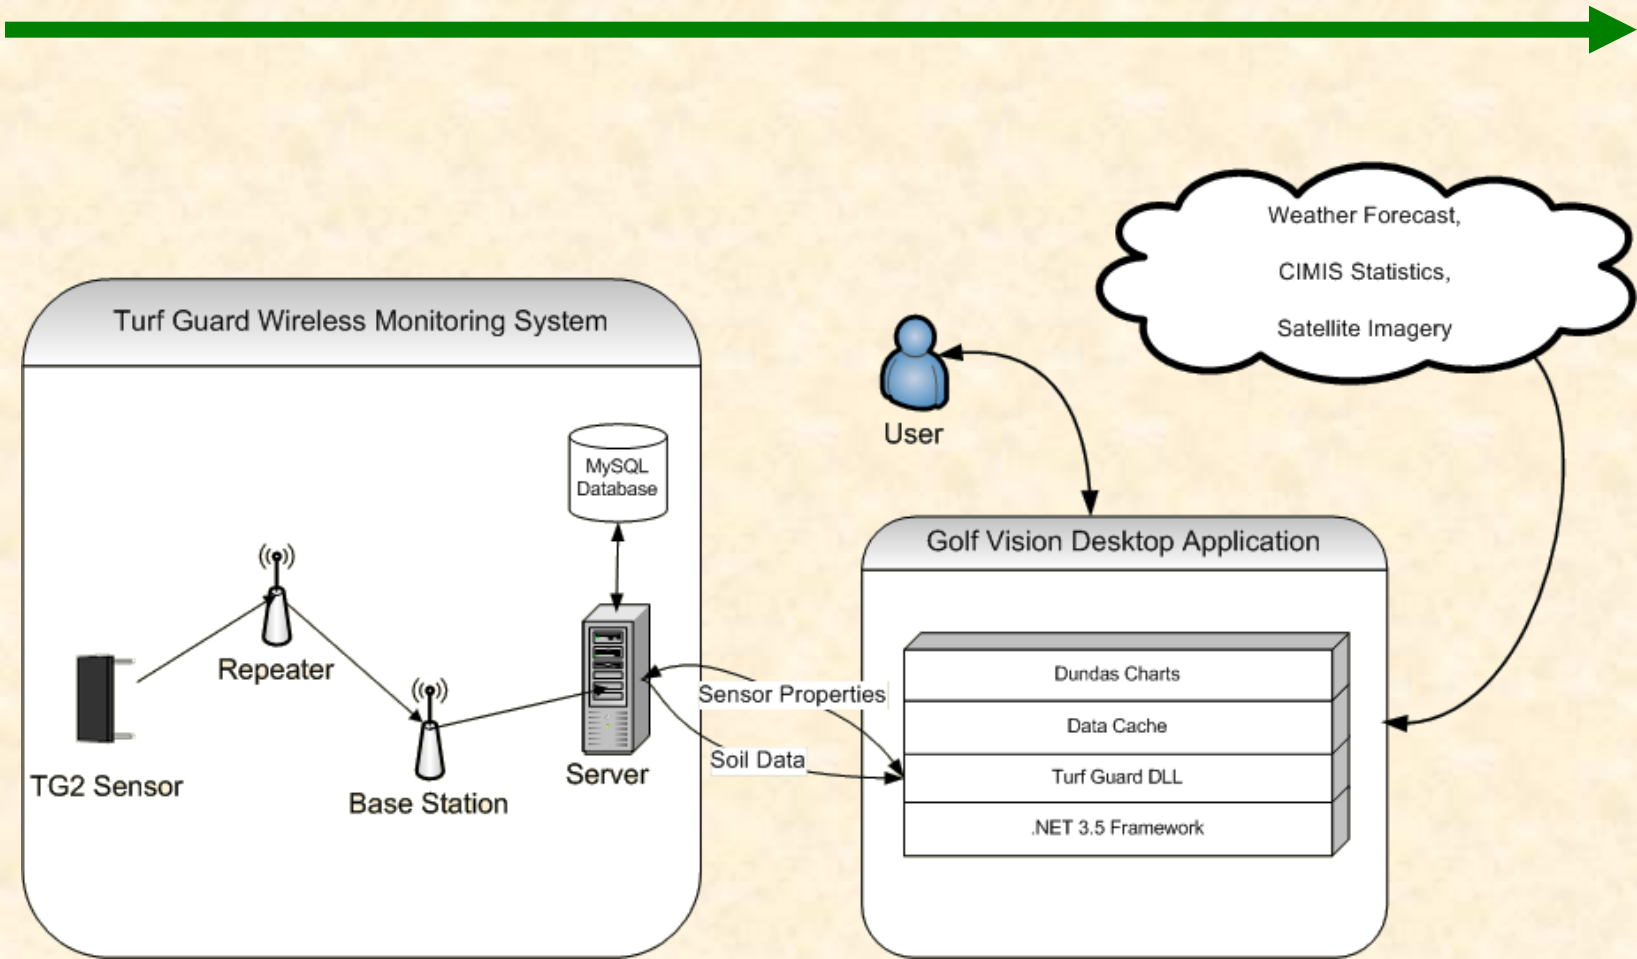 Turf Guard Wireless Monitoring System
MySQL
Database
Repeater
TG2 Sensor
Base Station
Server
Sensor Properties
Soil Data
User
Weather Forecast,
CIMIS Statistics,
Satellite Imagery
Golf Vision Desktop Application
Dundas Charts
Data Cache
Turf Guard DLL
.NET 3.5 Framework